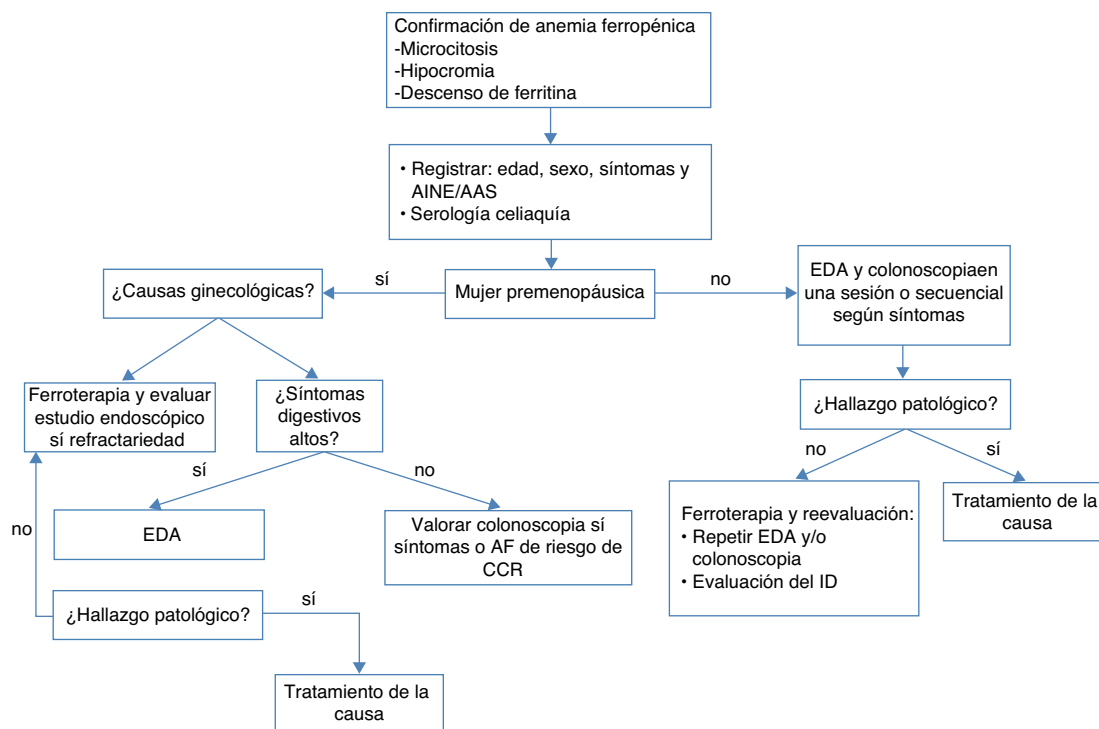 Confirmación de anemia ferropénica
-Microcitosis
-Hipocromia
-Descenso de ferritina
• Registrar: edad, sexo, síntomas y
AINE/AAS
• Serología celiaquía
¿Causas ginecológicas?
sí
Mujer premenopáusica
no
EDA y colonoscopiaen
una sesión o secuencial
según síntomas
Ferroterapia y evaluar
estudio endoscópico
sí refractariedad
¿Síntomas
digestivos
altos?
¿Hallazgo patológico?
no
sí
sí
no
no
EDA
Valorar colonoscopia sí
síntomas o AF de riesgo de
CCR
Ferroterapia y reevaluación:
• Repetir EDA y/o
colonoscopia
• Evaluación del ID
Tratamiento de la
causa
¿Hallazgo patológico?
sí
Tratamiento de la
causa